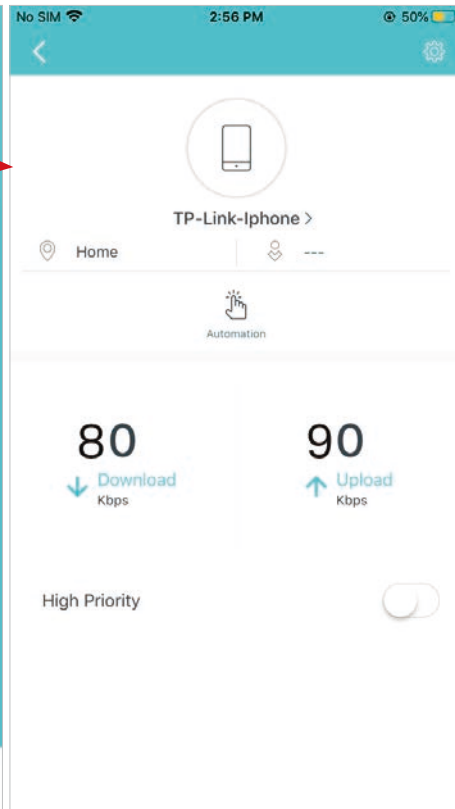 No SIM 2:56 PM 50%
TP-Link-Iphone >
Home ---
Automation
80 90
Download Upload
Kbps Kbps
High Priority